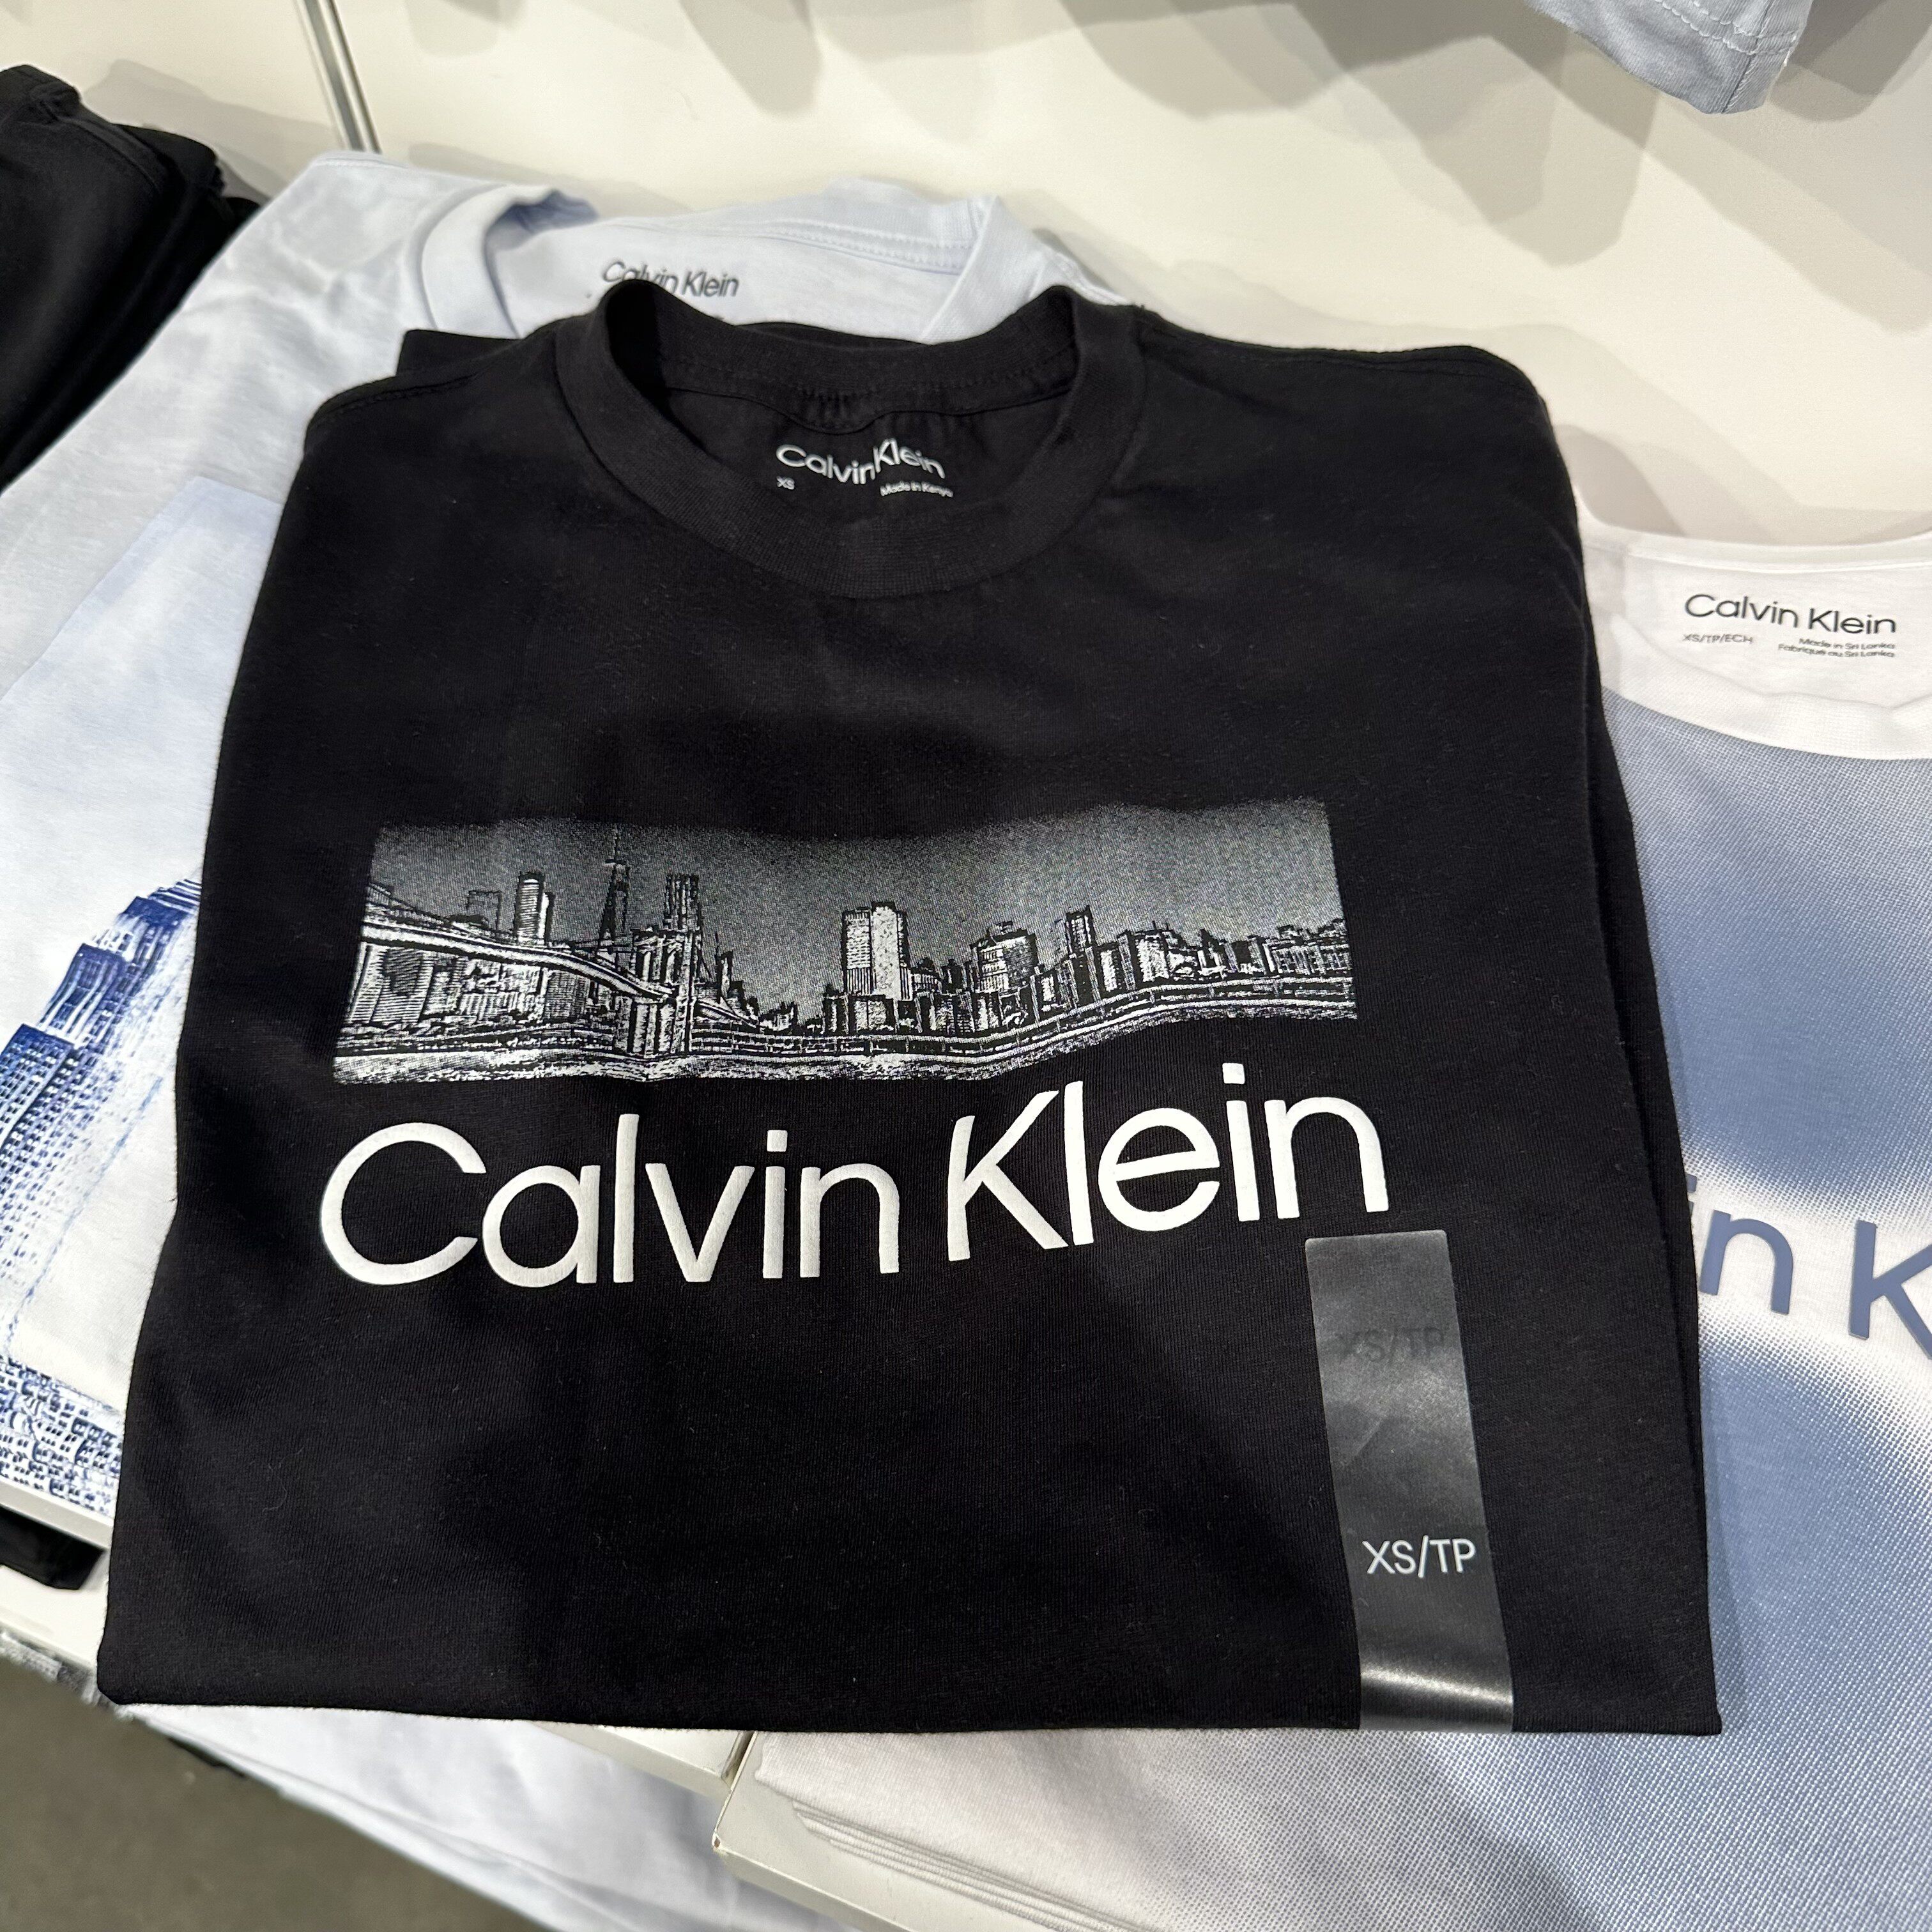 Calvin Klein
Calvin Klein
XS
Made in Kenya
Calvin Klein
XS/TP/ECH
Made in Sri Lanka
Fabriqué au Sri Lanka
Calvin Klein
in K
XS/TP
XS/TP